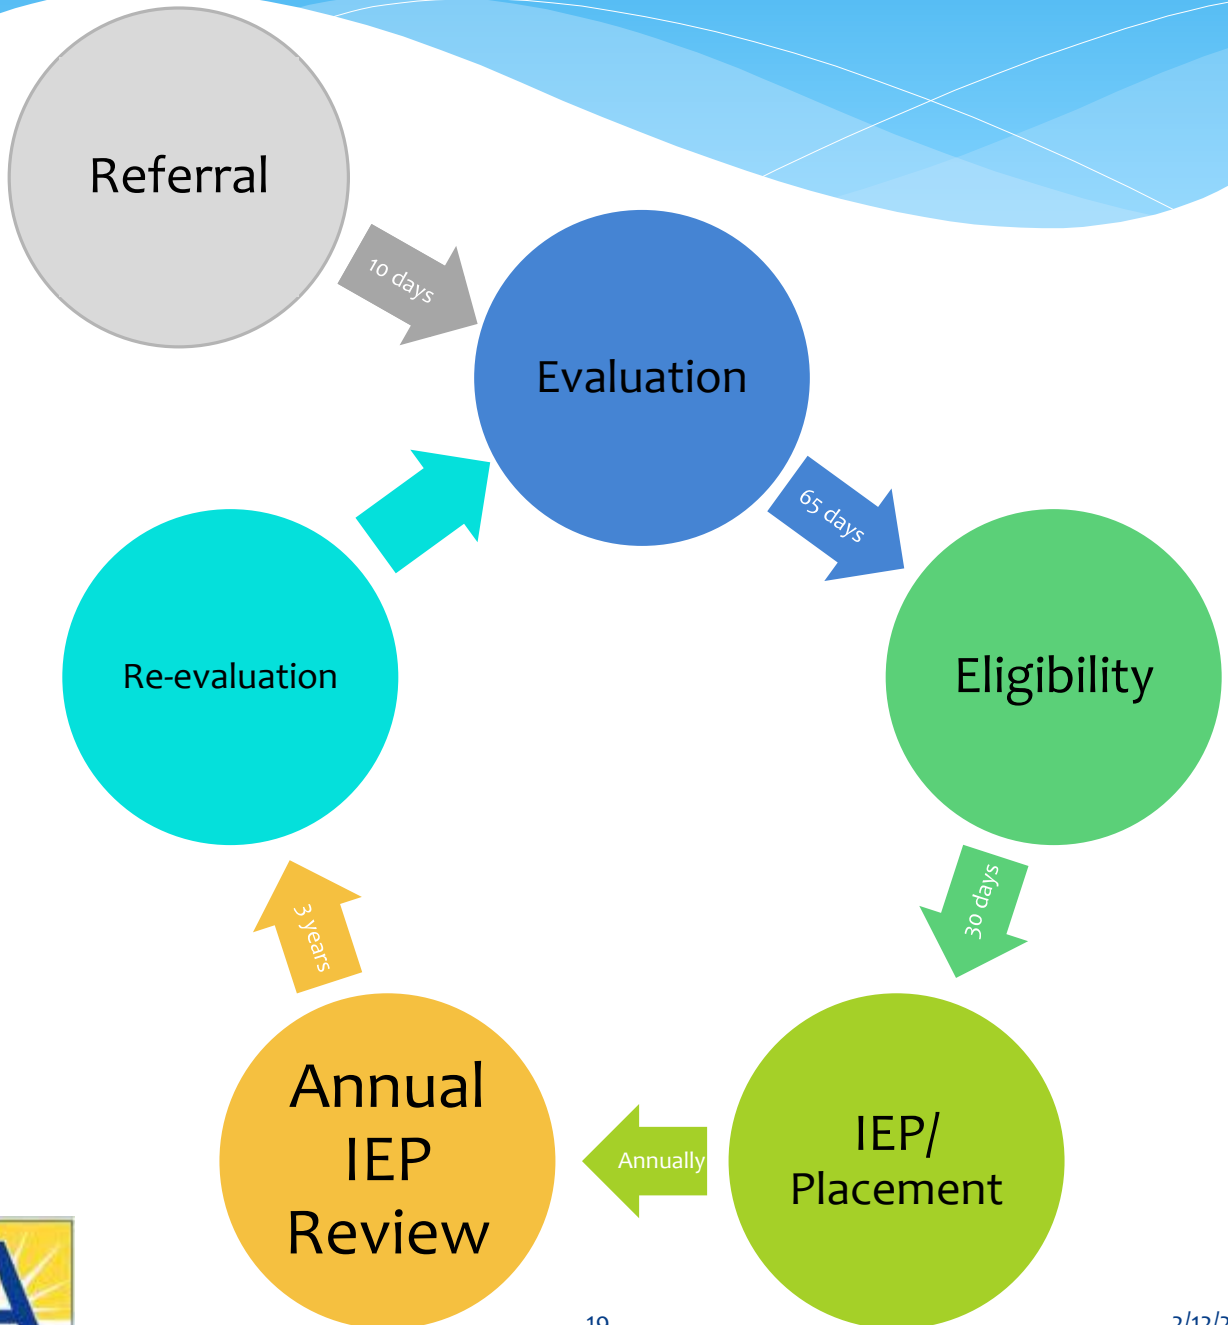 Referral
10 days
Evaluation
65 days
Eligibility
Re-evaluation
30 days
3 years
Annual
IEP
Review
Annually
IEP/
Placement
19